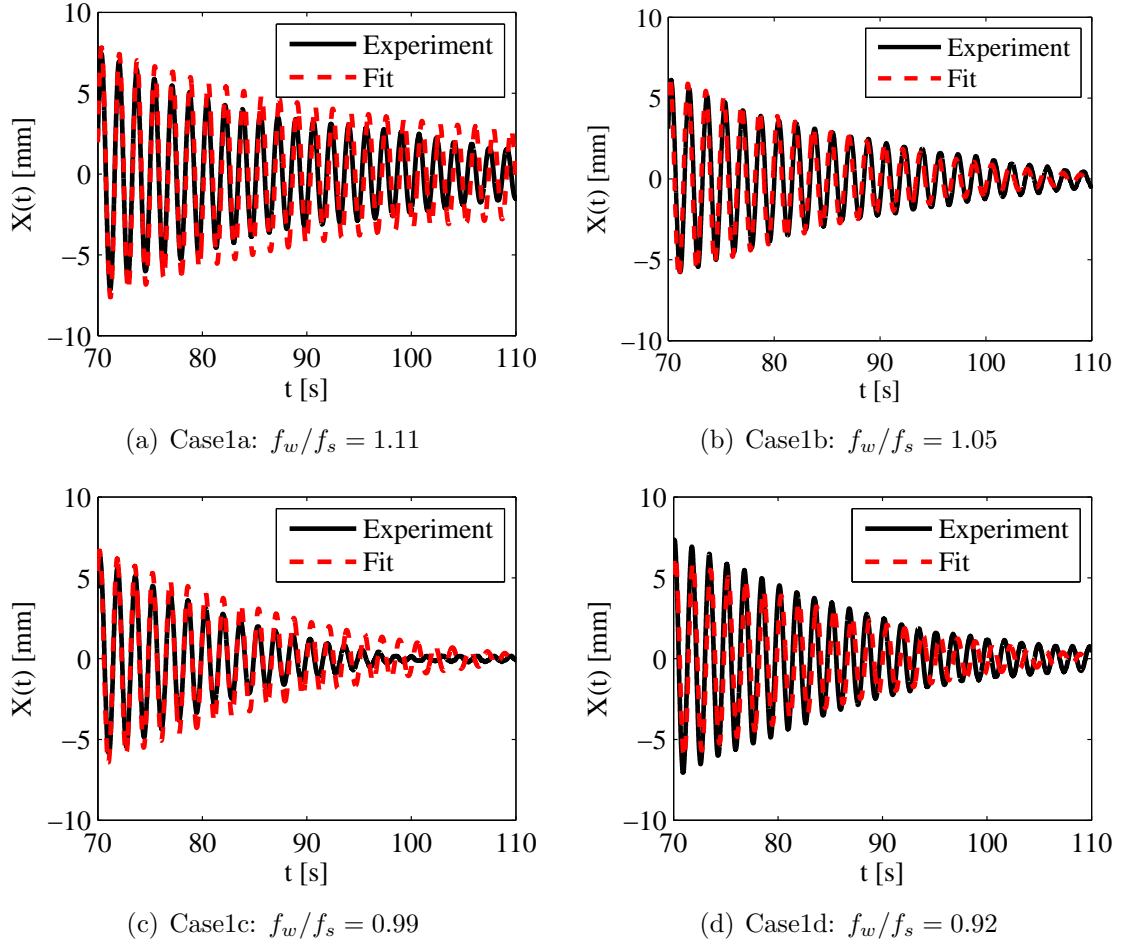 10
5
0
−5
−10
X(t) [mm]
Experiment
Fit
70 80 90 100 110
t [s]
(a) Case1a: f_w/f_s = 1.11
10
5
0
−5
−10
X(t) [mm]
Experiment
Fit
70 80 90 100 110
t [s]
(b) Case1b: f_w/f_s = 1.05
10
5
0
−5
−10
X(t) [mm]
Experiment
Fit
70 80 90 100 110
t [s]
(c) Case1c: f_w/f_s = 0.99
10
5
0
−5
−10
X(t) [mm]
Experiment
Fit
70 80 90 100 110
t [s]
(d) Case1d: f_w/f_s = 0.92